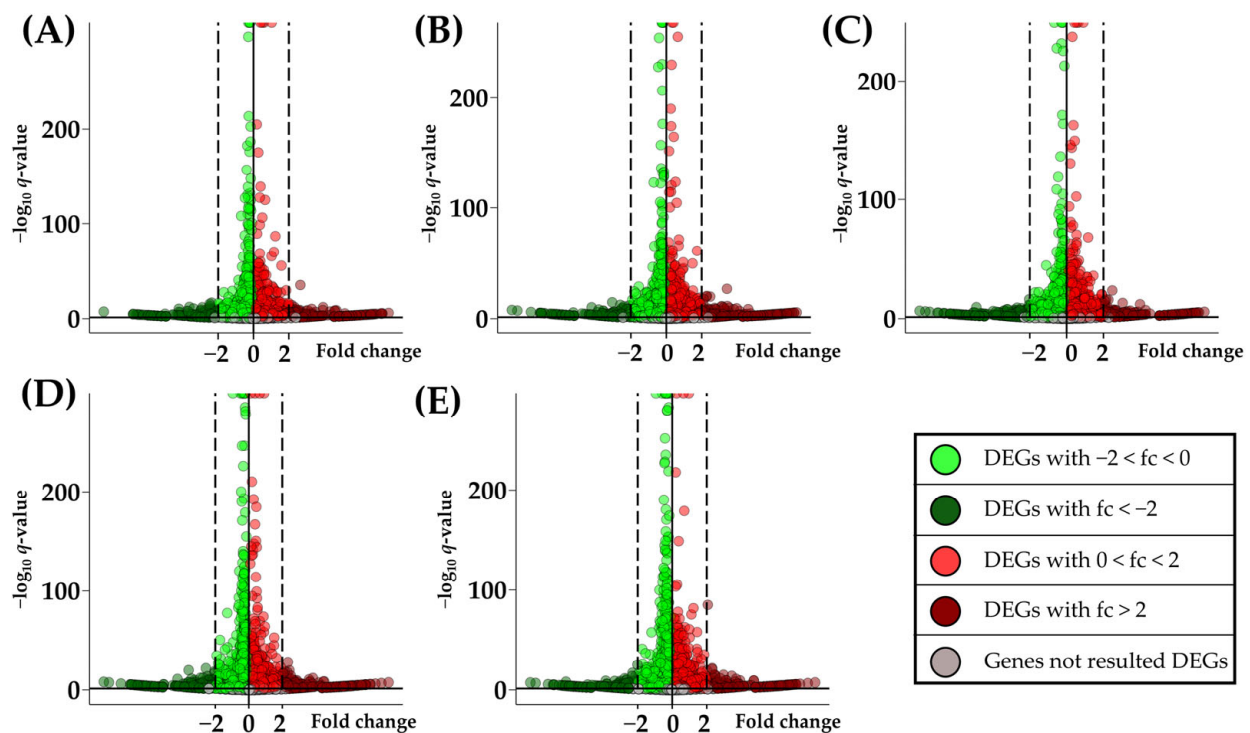 (A)
−log₁₀ q-value
200
100
0
−2 0 2 Fold change
(B)
−log₁₀ q-value
200
100
0
−2 0 2 Fold change
(C)
−log₁₀ q-value
200
100
0
−2 0 2 Fold change
(D)
−log₁₀ q-value
200
100
0
−2 0 2 Fold change
(E)
−log₁₀ q-value
200
100
0
−2 0 2 Fold change
DEGs with −2 < fc < 0
DEGs with fc < −2
DEGs with 0 < fc < 2
DEGs with fc > 2
Genes not resulted DEGs